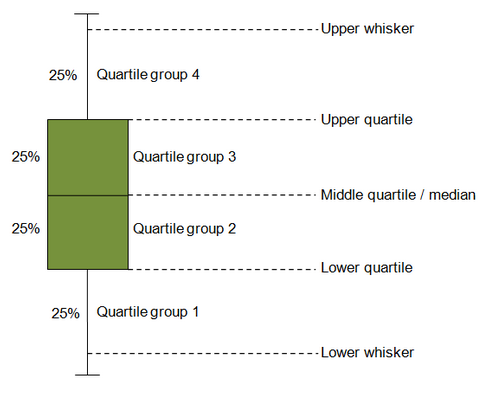 Upper whisker
25% Quartile group 4
Upper quartile
25% Quartile group 3
Middle quartile / median
25% Quartile group 2
Lower quartile
25% Quartile group 1
Lower whisker